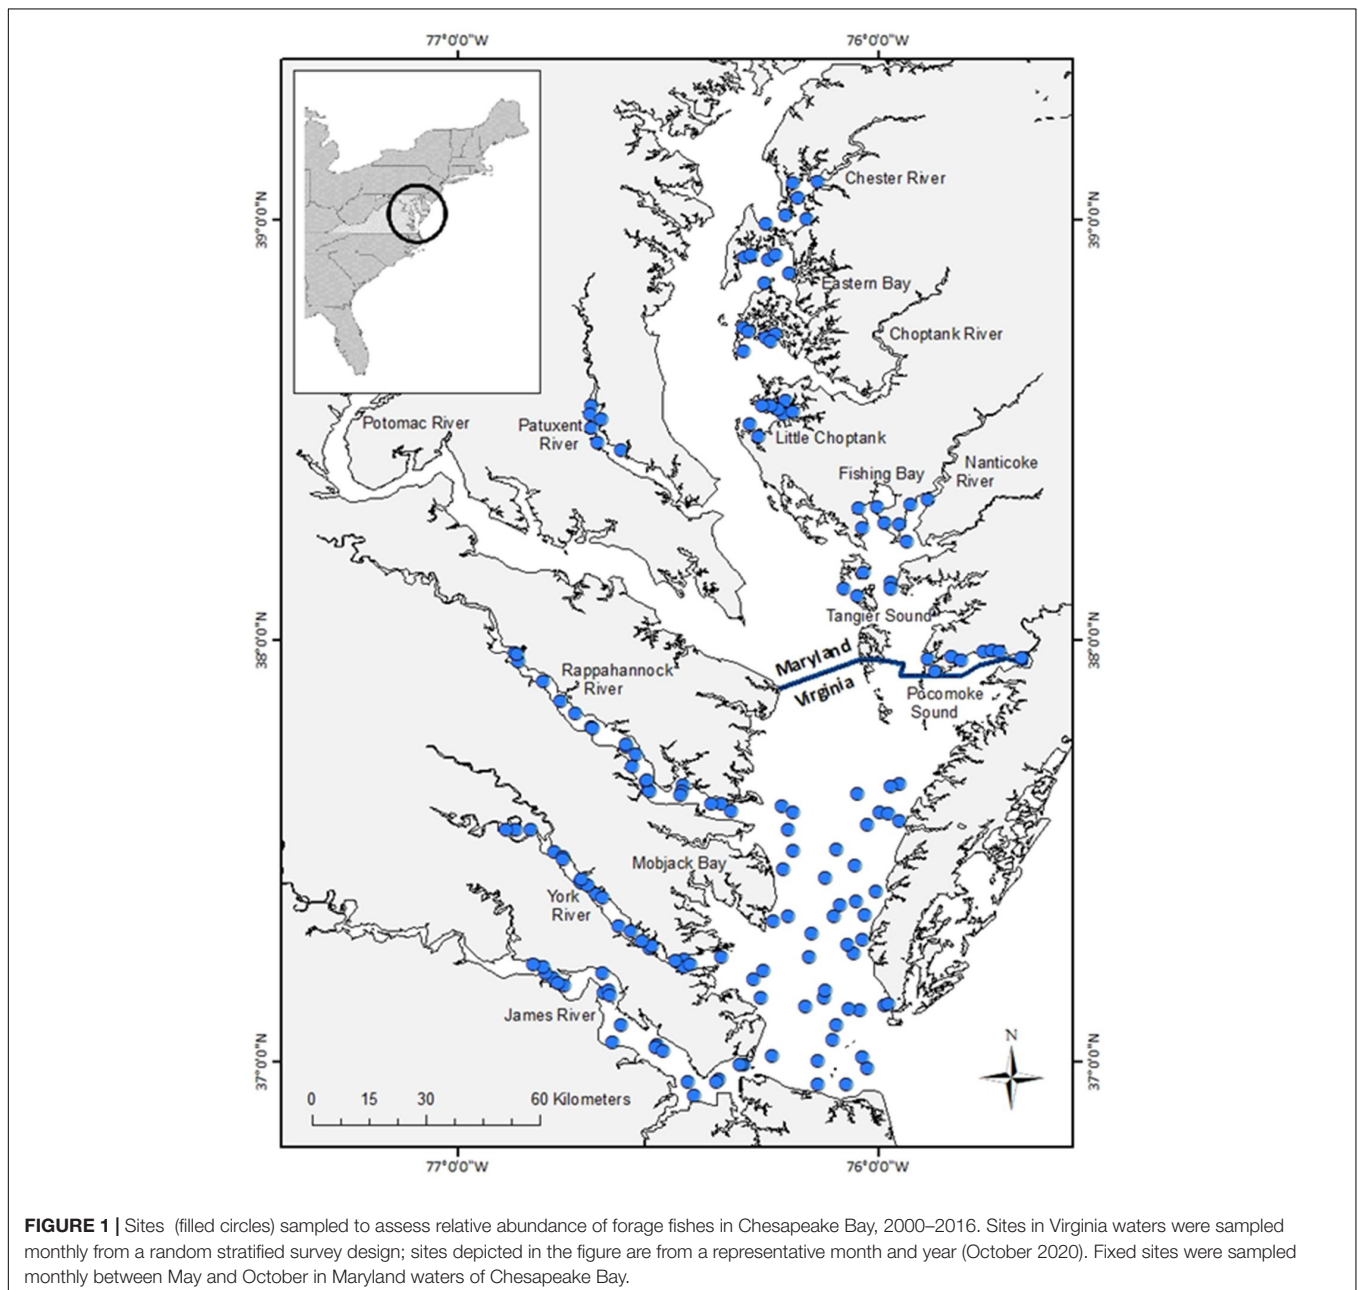 77°0'0"W
76°0'0"W
Chester River
39°0'0"N
39°0'0"N
Eastern Bay
Choptank River
Potomac River
Patuxent
River
Little Choptank
Fishing Bay
Nanticoke
River
Tangier Sound
38°0'0"N
38°0'0"N
Maryland
Virginia
Rappahannock
River
Pocomoke
Sound
Mobjack Bay
York
River
James River
N
37°0'0"N
37°0'0"N
0 15 30 60 Kilometers
77°0'0"W
76°0'0"W
FIGURE 1 | Sites (filled circles) sampled to assess relative abundance of forage fishes in Chesapeake Bay, 2000–2016. Sites in Virginia waters were sampled
monthly from a random stratified survey design; sites depicted in the figure are from a representative month and year (October 2020). Fixed sites were sampled
monthly between May and October in Maryland waters of Chesapeake Bay.